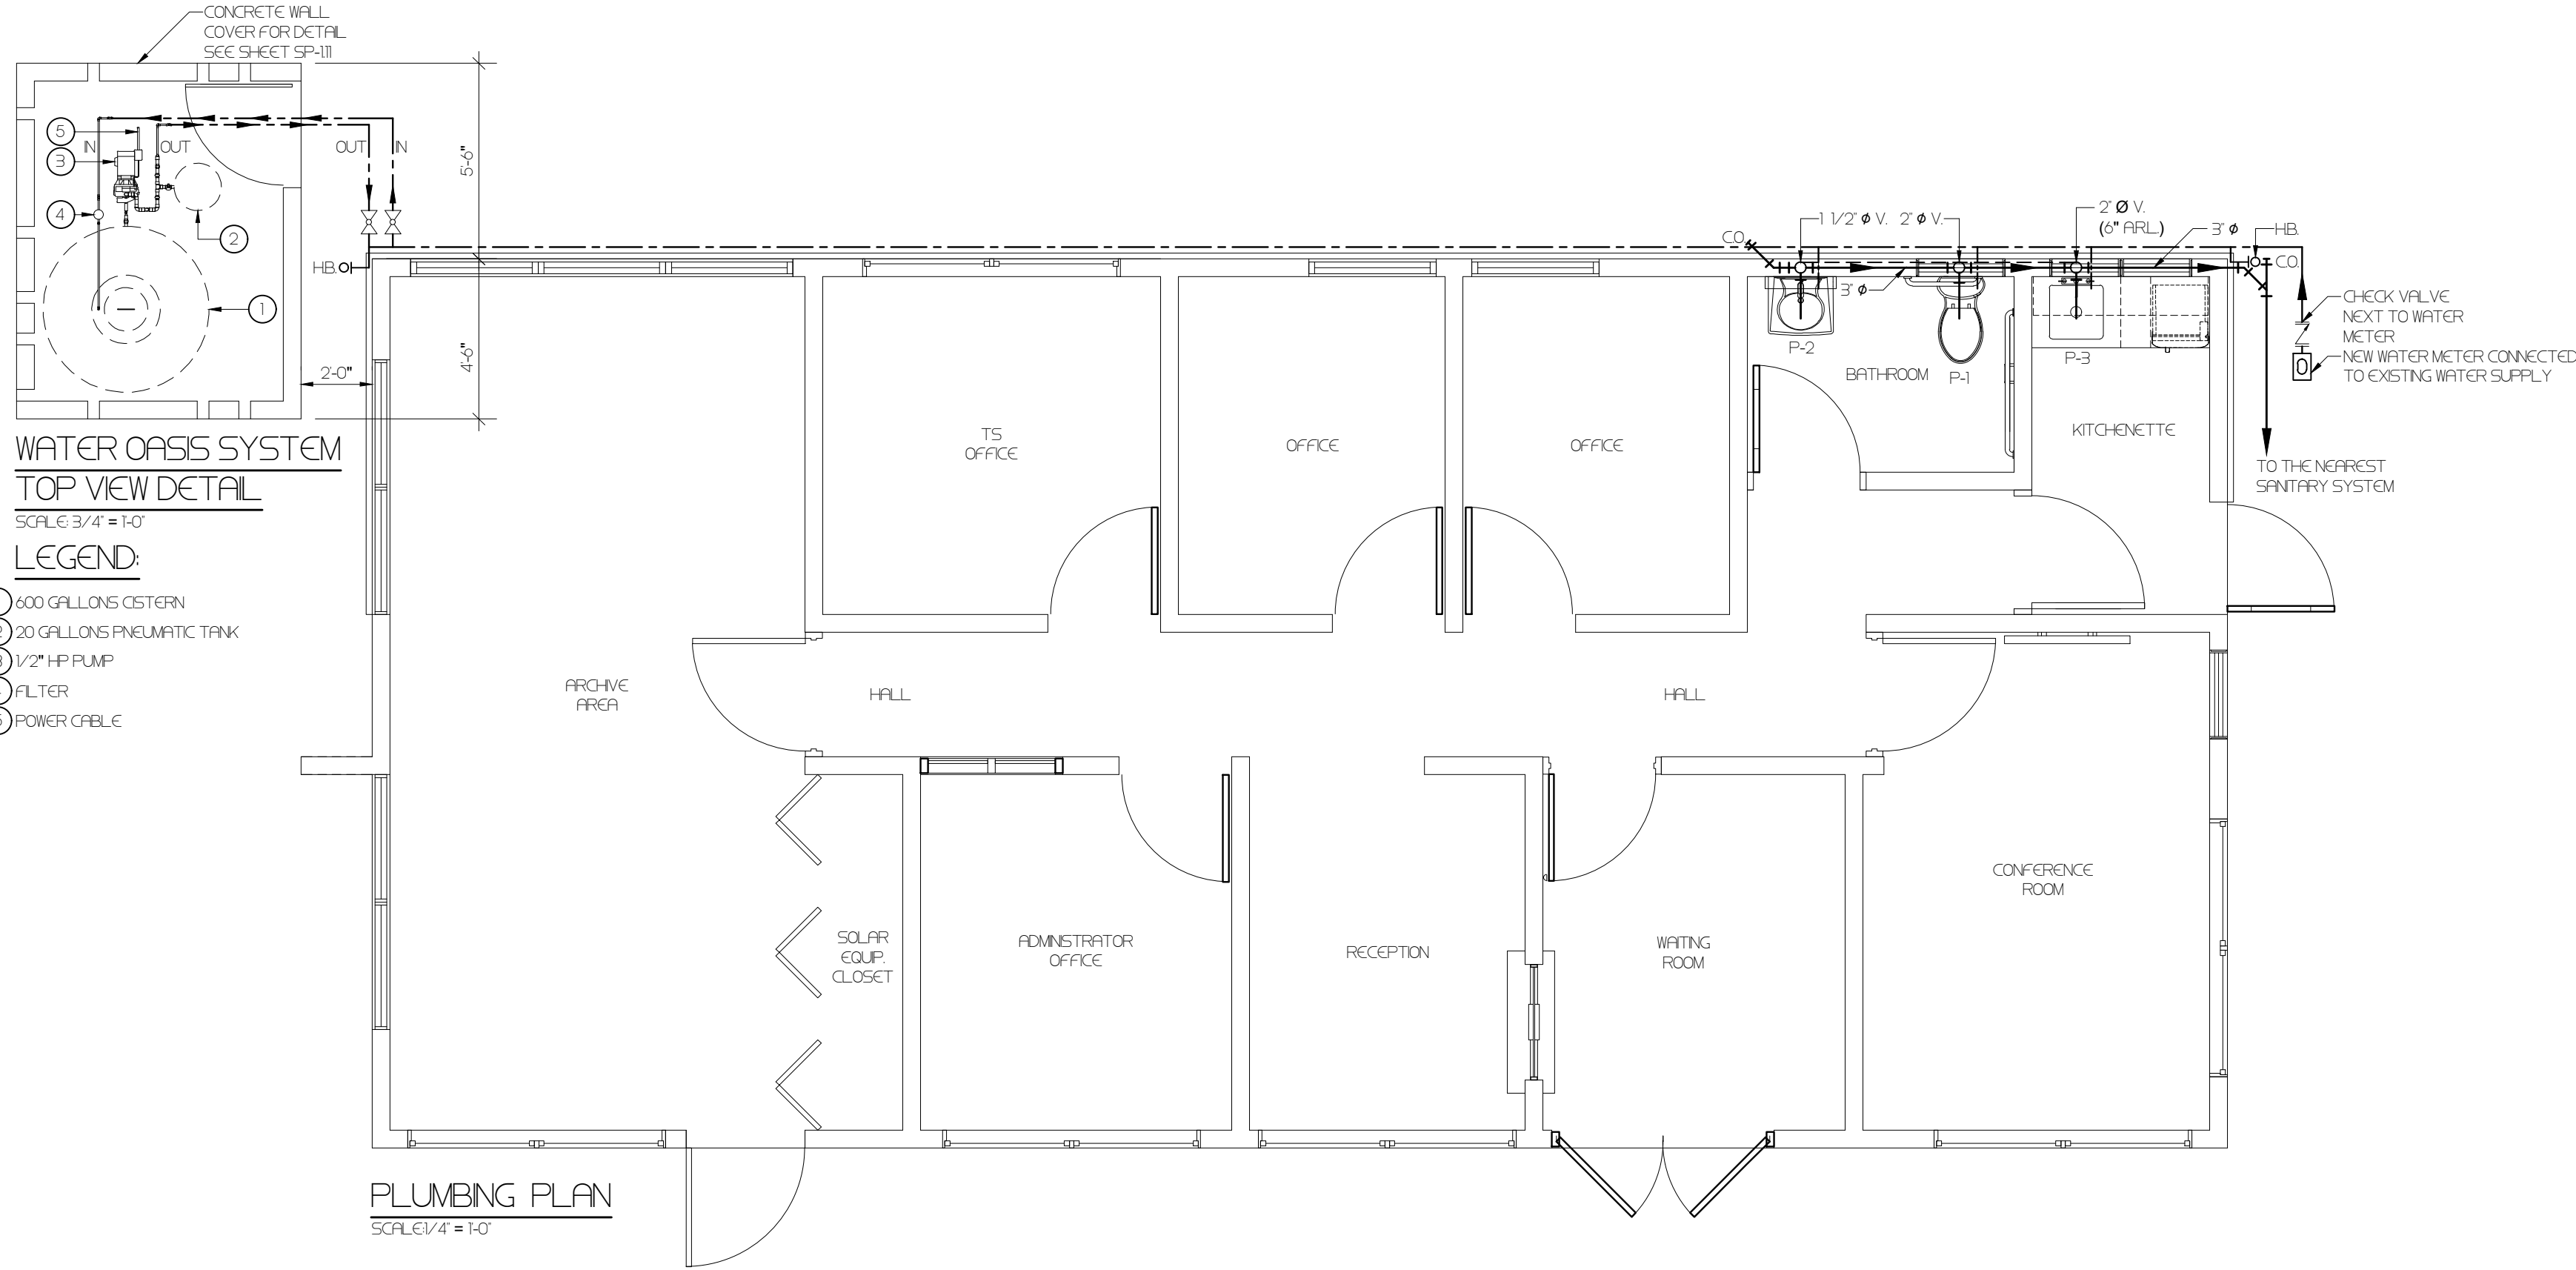 CONCRETE WALL
COVER FOR DETAIL
SEE SHEET SP-1.11
5
IN
OUT
3
4
2
1
OUT
IN
H.B.
5'-6"
4'-6"
2'-0"
WATER OASIS SYSTEM
TOP VIEW DETAIL
SCALE: 3/4" = 1'-0"
LEGEND:
600 GALLONS CISTERN
20 GALLONS PNEUMATIC TANK
1/2" HP PUMP
FILTER
POWER CABLE
C.O.
1 1/2" ϕ V.
2" ϕ V.
2" Ø V.
(6" ARL.)
3" ϕ
H.B.
C.O.
3" ϕ
P-2
BATHROOM
P-1
P-3
KITCHENETTE
CHECK VALVE
NEXT TO WATER
METER
NEW WATER METER CONNECTED
TO EXISTING WATER SUPPLY
TO THE NEAREST
SANITARY SYSTEM
TS
OFFICE
OFFICE
OFFICE
ARCHIVE
AREA
HALL
HALL
SOLAR
EQUIP.
CLOSET
ADMINISTRATOR
OFFICE
RECEPTION
WAITING
ROOM
CONFERENCE
ROOM
PLUMBING PLAN
SCALE:1/4" = 1'-0"